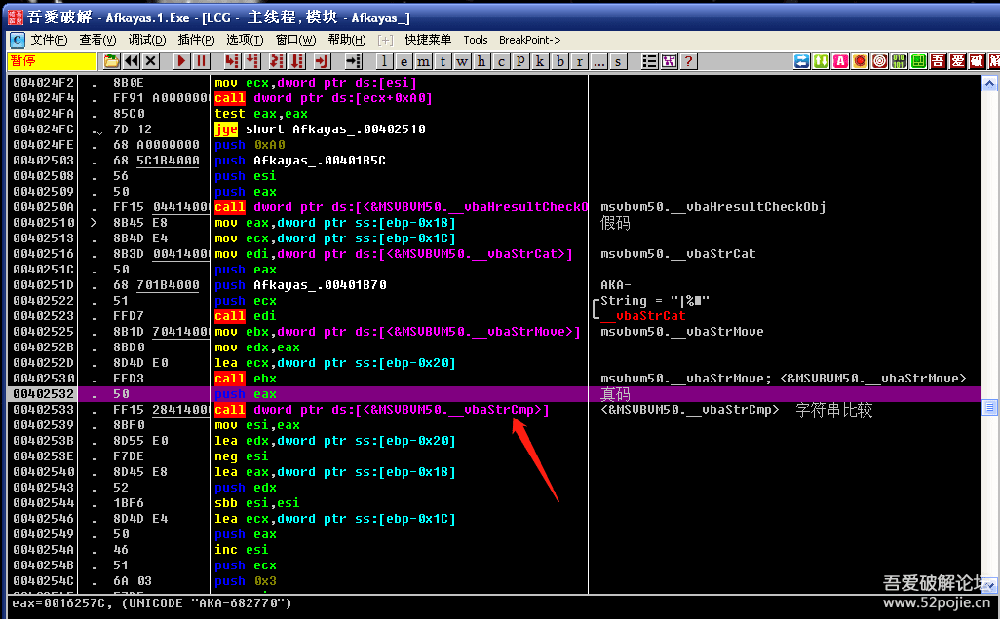 吾爱破解 - Afkayas.1.Exe - [LCG - 主线程,模块 - Afkayas_]
C 文件(F) 查看(V) 调试(D) 插件(P) 选项(T) 窗口(W) 帮助(H) [+] 快捷菜单 Tools BreakPoint->
暂停 l e m t w h c p k b r ... s ?
004024F2 . 8B0E mov ecx,dword ptr ds:[esi]
004024F4 . FF91 A0000000 call dword ptr ds:[ecx+0xA0]
004024FA . 85C0 test eax,eax
004024FC . 7D 12 jge short Afkayas_.00402510
004024FE . 68 A0000000 push 0xA0
00402503 . 68 5C1B4000 push Afkayas_.00401B5C
00402508 . 56 push esi
00402509 . 50 push eax
0040250A . FF15 04414000 call dword ptr ds:[<&MSVBVM50.__vbaHresultCheckO msvbvm50.__vbaHresultCheckObj
00402510 > 8B45 E8 mov eax,dword ptr ss:[ebp-0x18] 假码
00402513 . 8B4D E4 mov ecx,dword ptr ss:[ebp-0x1C]
00402516 . 8B3D 00414000 mov edi,dword ptr ds:[<&MSVBVM50.__vbaStrCat>] msvbvm50.__vbaStrCat
0040251C . 50 push eax
0040251D . 68 701B4000 push Afkayas_.00401B70 AKA-
00402522 . 51 push ecx String = "|%■"
00402523 . FFD7 call edi __vbaStrCat
00402525 . 8B1D 70414000 mov ebx,dword ptr ds:[<&MSVBVM50.__vbaStrMove>] msvbvm50.__vbaStrMove
0040252B . 8BD0 mov edx,eax
0040252D . 8D4D E0 lea ecx,dword ptr ss:[ebp-0x20]
00402530 . FFD3 call ebx msvbvm50.__vbaStrMove; <&MSVBVM50.__vbaStrMove>
00402532 . 50 push eax 真码
00402533 . FF15 28414000 call dword ptr ds:[<&MSVBVM50.__vbaStrCmp>] <&MSVBVM50.__vbaStrCmp> 字符串比较
00402539 . 8BF0 mov esi,eax
0040253B . 8D55 E0 lea edx,dword ptr ss:[ebp-0x20]
0040253E . F7DE neg esi
00402540 . 8D45 E8 lea eax,dword ptr ss:[ebp-0x18]
00402543 . 52 push edx
00402544 . 1BF6 sbb esi,esi
00402546 . 8D4D E4 lea ecx,dword ptr ss:[ebp-0x1C]
00402549 . 50 push eax
0040254A . 46 inc esi
0040254B . 51 push ecx
0040254C . 6A 03 push 0x3
eax=0016257C, (UNICODE "AKA-682770")
吾爱破解论坛
www.52pojie.cn